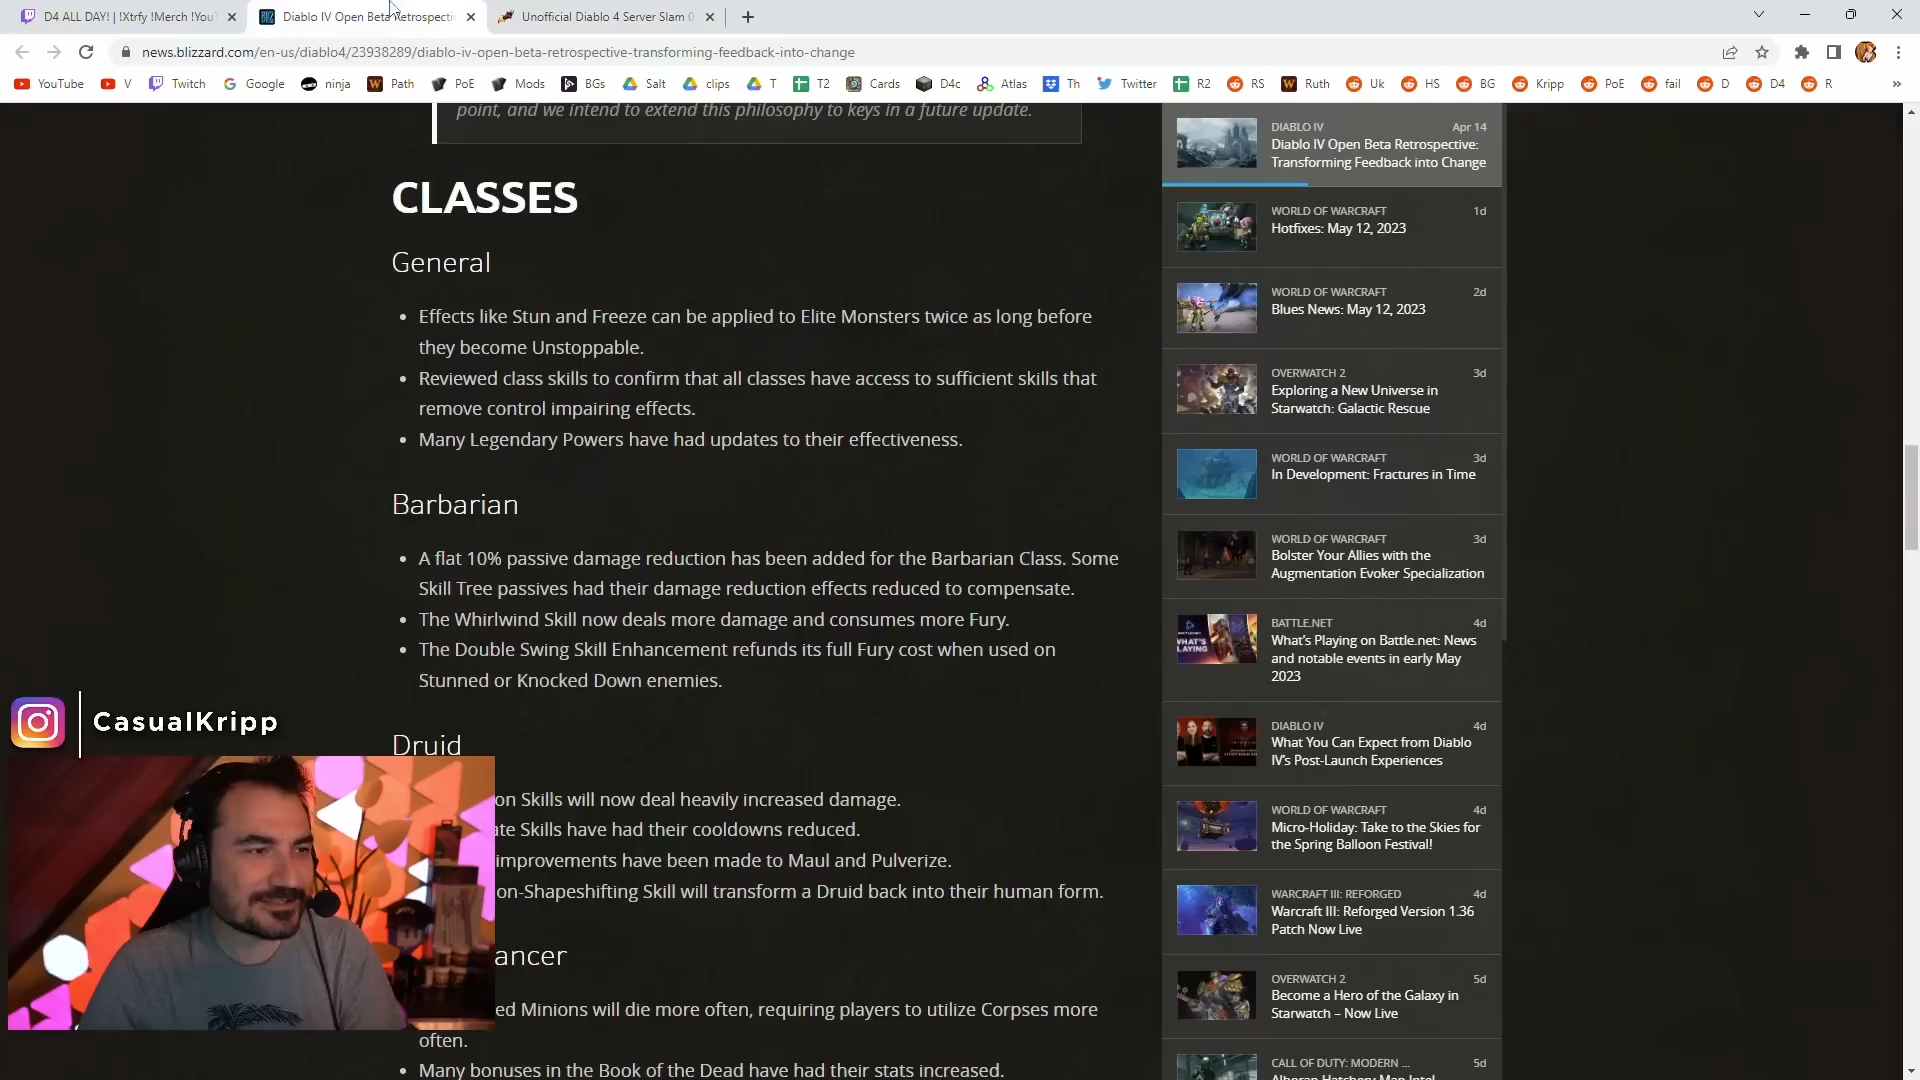 D4 ALL DAY! | !Xtrfy !Merch !You
Diablo IV Open Beta Retrospecti
Unofficial Diablo 4 Server Slam
news.blizzard.com/en-us/diablo4/23938289/diablo-iv-open-beta-retrospective-transforming-feedback-into-change
YouTube V Twitch Google ninja Path PoE Mods BGs Salt clips T T2 Cards D4c Atlas Th Twitter R2 RS Ruth Uk HS BG Kripp PoE fail D D4 R »
point, and we intend to extend this philosophy to keys in a future update.
CLASSES
General
• Effects like Stun and Freeze can be applied to Elite Monsters twice as long before
they become Unstoppable.
• Reviewed class skills to confirm that all classes have access to sufficient skills that
remove control impairing effects.
• Many Legendary Powers have had updates to their effectiveness.
Barbarian
• A flat 10% passive damage reduction has been added for the Barbarian Class. Some
Skill Tree passives had their damage reduction effects reduced to compensate.
• The Whirlwind Skill now deals more damage and consumes more Fury.
• The Double Swing Skill Enhancement refunds its full Fury cost when used on
Stunned or Knocked Down enemies.
Druid
on Skills will now deal heavily increased damage.
ate Skills have had their cooldowns reduced.
improvements have been made to Maul and Pulverize.
on-Shapeshifting Skill will transform a Druid back into their human form.
ancer
ed Minions will die more often, requiring players to utilize Corpses more
often.
• Many bonuses in the Book of the Dead have had their stats increased.
CasualKripp
DIABLO IV Apr 14
Diablo IV Open Beta Retrospective:
Transforming Feedback into Change
WORLD OF WARCRAFT 1d
Hotfixes: May 12, 2023
WORLD OF WARCRAFT 2d
Blues News: May 12, 2023
OVERWATCH 2 3d
Exploring a New Universe in
Starwatch: Galactic Rescue
WORLD OF WARCRAFT 3d
In Development: Fractures in Time
WORLD OF WARCRAFT 3d
Bolster Your Allies with the
Augmentation Evoker Specialization
BATTLE.NET 4d
What's Playing on Battle.net: News
and notable events in early May
2023
DIABLO IV 4d
What You Can Expect from Diablo
IV's Post-Launch Experiences
WORLD OF WARCRAFT 4d
Micro-Holiday: Take to the Skies for
the Spring Balloon Festival!
WARCRAFT III: REFORGED 4d
Warcraft III: Reforged Version 1.36
Patch Now Live
OVERWATCH 2 5d
Become a Hero of the Galaxy in
Starwatch – Now Live
CALL OF DUTY: MODERN ... 5d